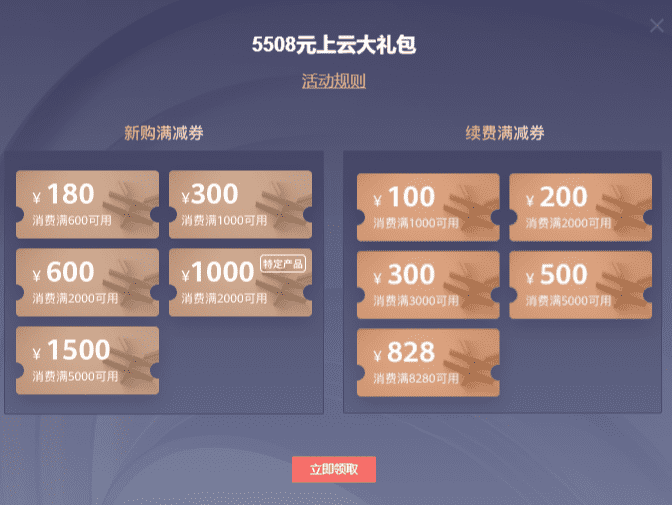 5508元上云大礼包
活动规则
新购满减券
¥ 180
消费满600可用
¥300
消费满1000可用
¥ 600
消费满2000可用
¥1000
特定产品
消费满2000可用
¥ 1500
消费满5000可用
续费满减券
¥ 100
消费满1000可用
¥ 200
消费满2000可用
¥ 300
消费满3000可用
¥ 500
消费满5000可用
¥ 828
消费满8280可用
立即领取